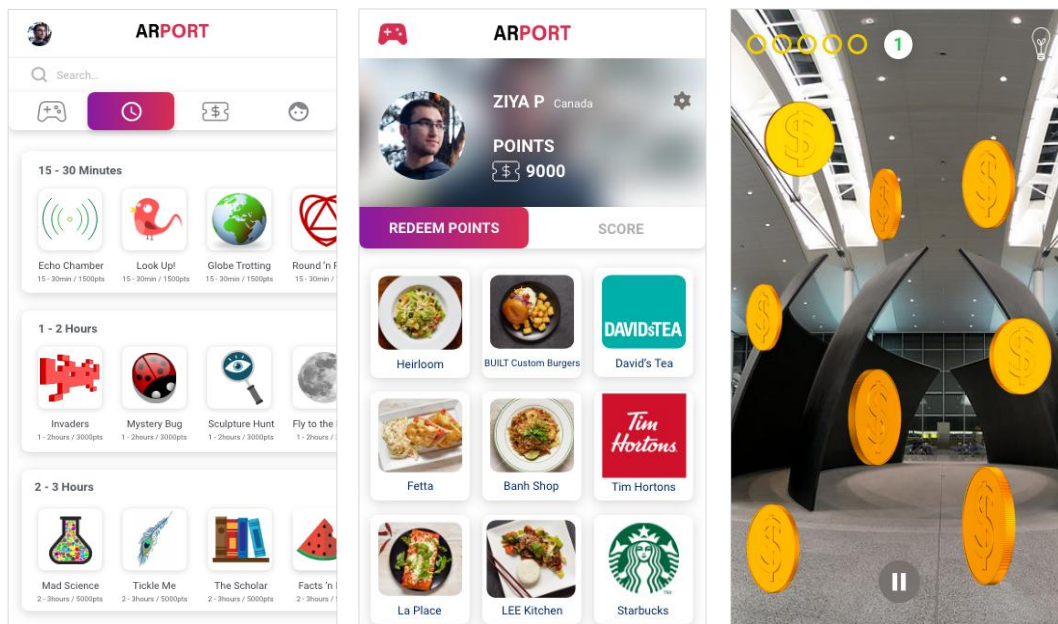 ARPORT
Search...
15 - 30 Minutes
Echo Chamber
15 - 30min / 1500pts
Look Up!
15 - 30min / 1500pts
Globe Trotting
15 - 30min / 1500pts
Round 'n
15 - 30min /
1 - 2 Hours
Invaders
1 - 2hours / 3000pts
Mystery Bug
1 - 2hours / 3000pts
Sculpture Hunt
1 - 2hours / 3000pts
Fly to the
1 - 2hours /
2 - 3 Hours
Mad Science
2 - 3hours / 5000pts
Tickle Me
2 - 3hours / 5000pts
The Scholar
2 - 3hours / 5000pts
Facts 'n
2 - 3hours /
ARPORT
ZIYA P Canada
POINTS
$ 9000
REDEEM POINTS
SCORE
Heirloom
BUILT Custom Burgers
DAVIDsTEA
David's Tea
Fetta
Banh Shop
Tim
Hortons
Tim Hortons
La Place
LEE Kitchen
Starbucks
1